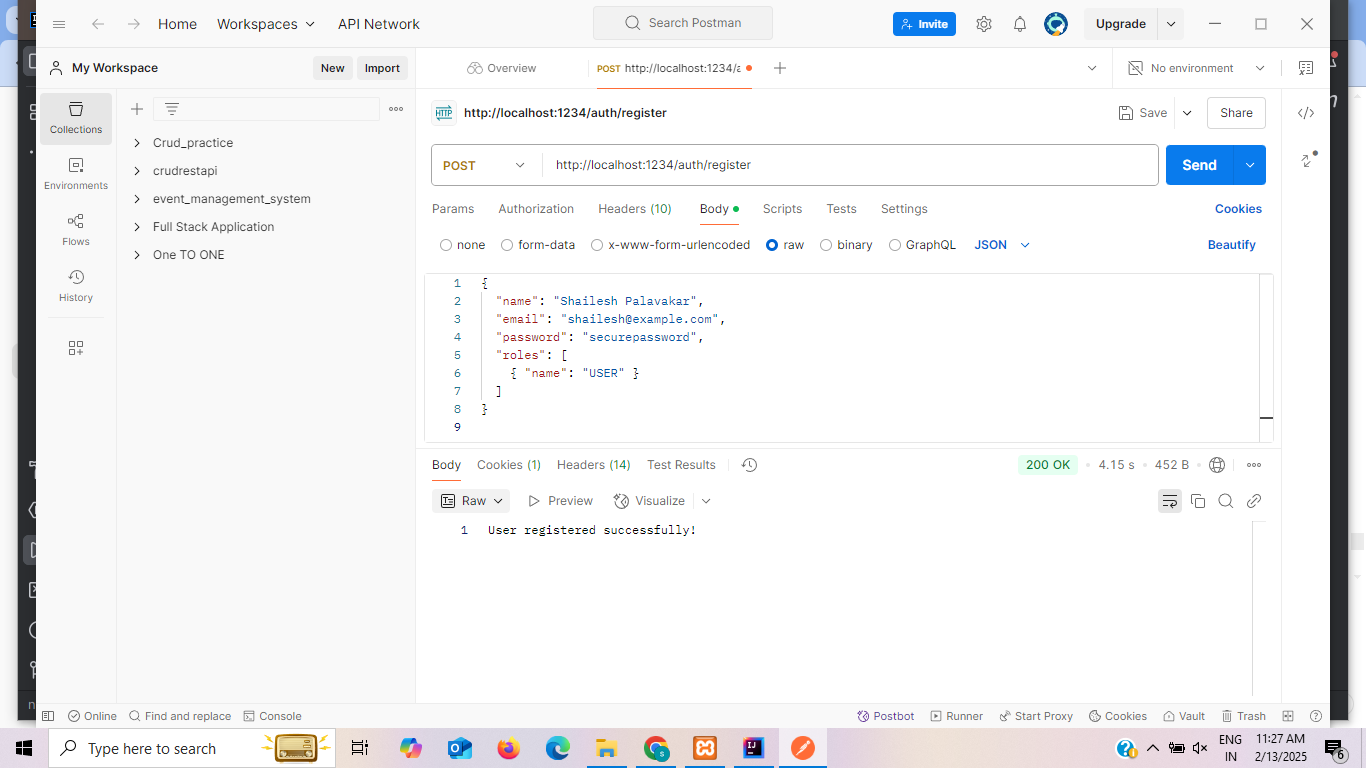 Home
Workspaces
API Network
Search Postman
Invite
Upgrade
My Workspace
New
Import
Overview
POST http://localhost:1234/a
No environment
Collections
Environments
Flows
History
Crud_practice
crudrestapi
event_management_system
Full Stack Application
One TO ONE
HTTP
http://localhost:1234/auth/register
Save
Share
POST
http://localhost:1234/auth/register
Send
Params
Authorization
Headers (10)
Body
Scripts
Tests
Settings
Cookies
none
form-data
x-www-form-urlencoded
raw
binary
GraphQL
JSON
Beautify
1 {
2 "name": "Shailesh Palavakar",
3 "email": "shailesh@example.com",
4 "password": "securepassword",
5 "roles": [
6 { "name": "USER" }
7 ]
8 }
9
Body
Cookies (1)
Headers (14)
Test Results
200 OK
4.15 s
452 B
Raw
Preview
Visualize
1 User registered successfully!
Online
Find and replace
Console
Postbot
Runner
Start Proxy
Cookies
Vault
Trash
Type here to search
ENG
IN
11:27 AM
2/13/2025
6